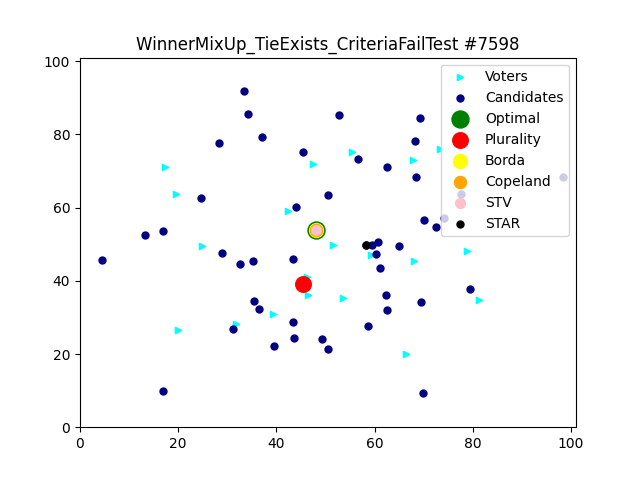 WinnerMixUp_TieExists_CriteriaFailTest #7598
100
80
60
40
20
0
0 20 40 60 80 100
Voters
Candidates
Optimal
Plurality
Borda
Copeland
STV
STAR